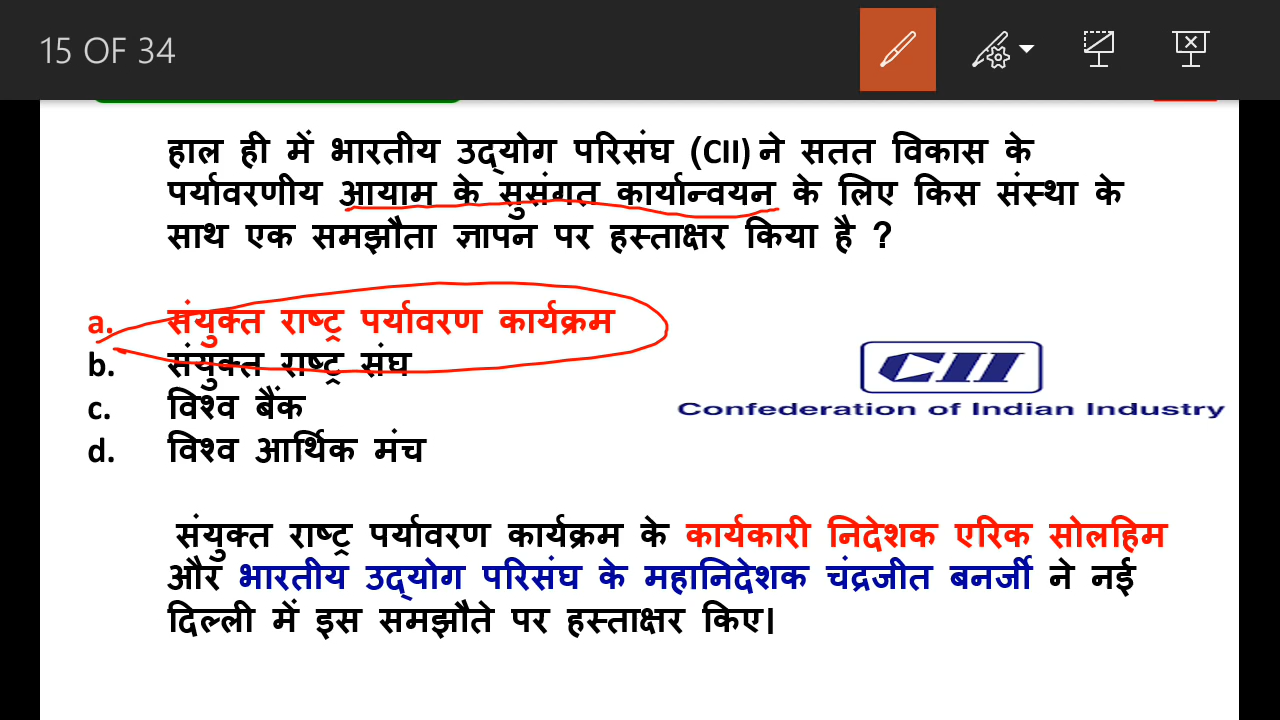 15 OF 34
हाल ही में भारतीय उद्योग परिसंघ (CII) ने सतत विकास के
पर्यावरणीय आयाम के सुसंगत कार्यान्वयन के लिए किस संस्था के
साथ एक समझौता ज्ञापन पर हस्ताक्षर किया है ?
a. संयुक्त राष्ट्र पर्यावरण कार्यक्रम
b. संयुक्त राष्ट्र संघ
c. विश्व बैंक
d. विश्व आर्थिक मंच
CII
Confederation of Indian Industry
संयुक्त राष्ट्र पर्यावरण कार्यक्रम के कार्यकारी निदेशक एरिक सोलहिम
और भारतीय उद्योग परिसंघ के महानिदेशक चंद्रजीत बनर्जी ने नई
दिल्ली में इस समझौते पर हस्ताक्षर किए।